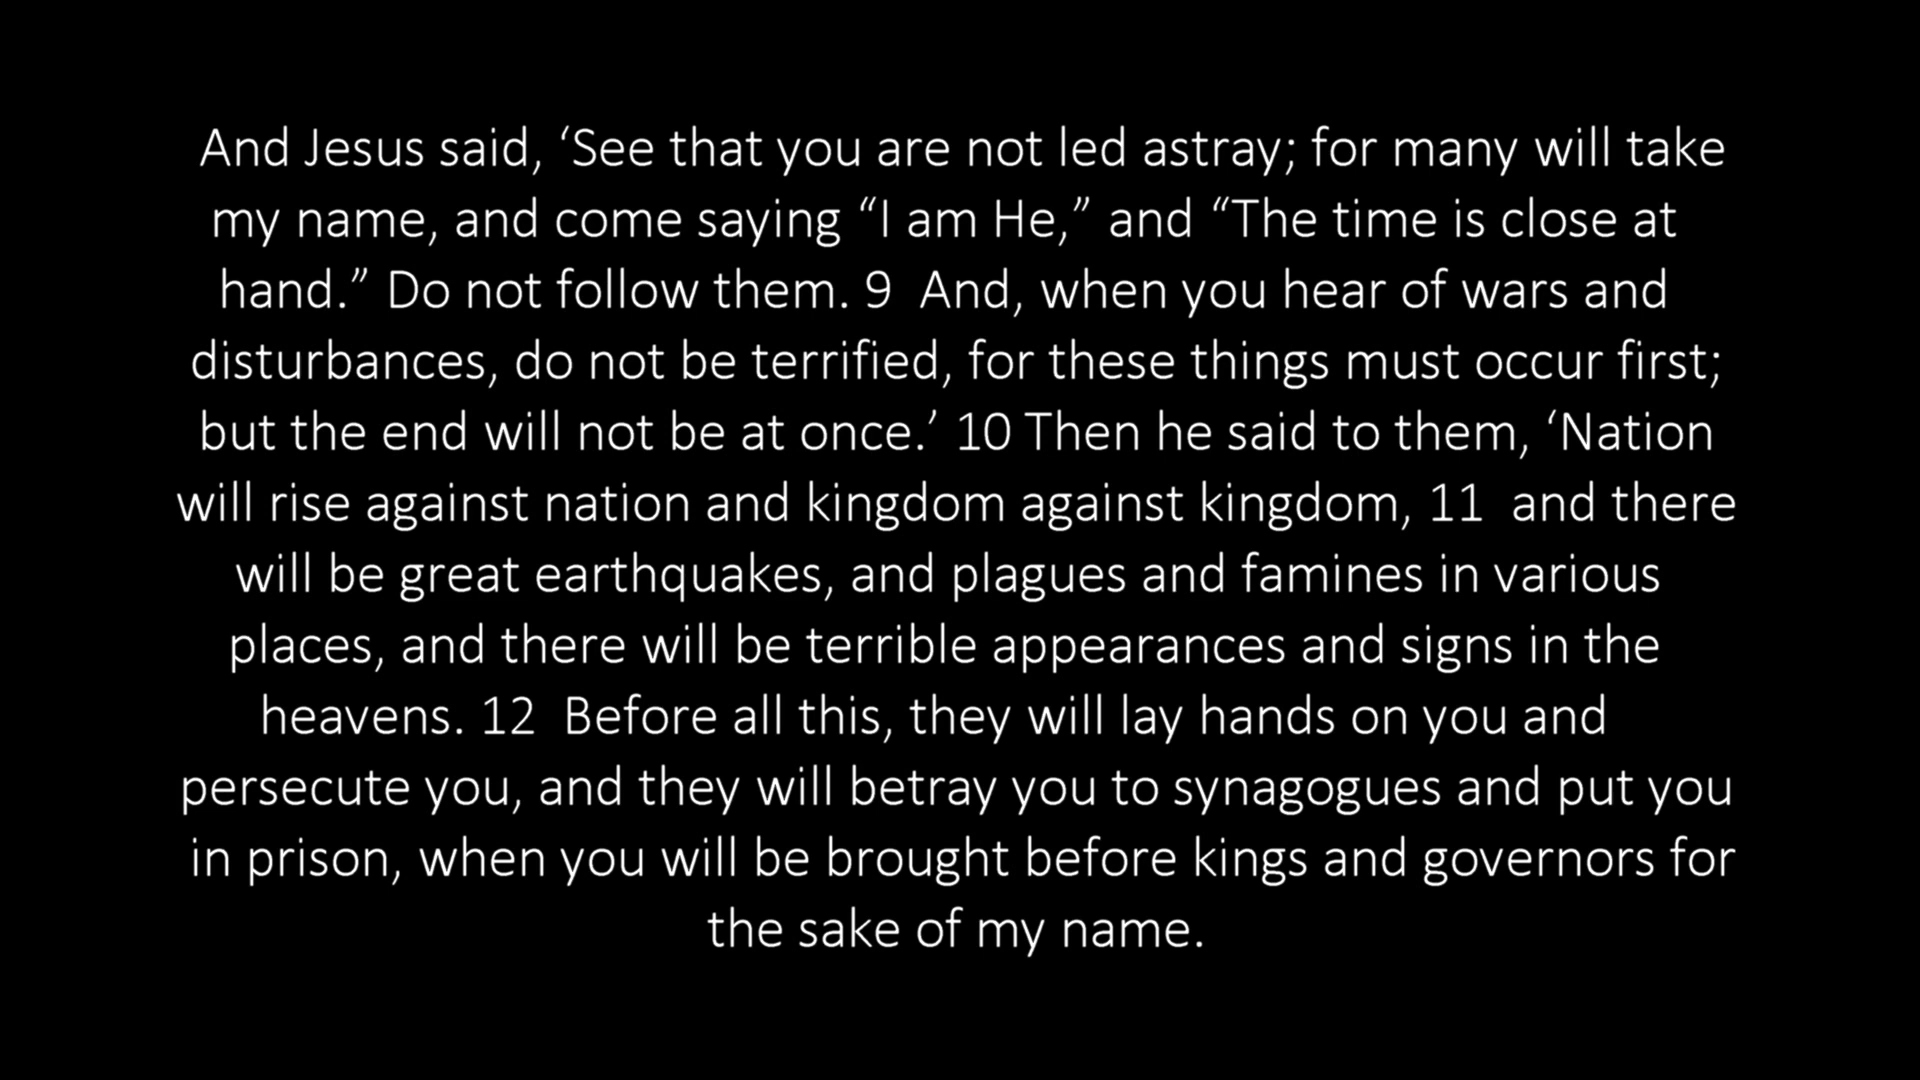 And Jesus said, ‘See that you are not led astray; for many will take
my name, and come saying “I am He,” and “The time is close at
hand.” Do not follow them. 9  And, when you hear of wars and
disturbances, do not be terrified, for these things must occur first;
but the end will not be at once.’ 10 Then he said to them, ‘Nation
will rise against nation and kingdom against kingdom, 11  and there
will be great earthquakes, and plagues and famines in various
places, and there will be terrible appearances and signs in the
heavens. 12  Before all this, they will lay hands on you and
persecute you, and they will betray you to synagogues and put you
in prison, when you will be brought before kings and governors for
the sake of my name.